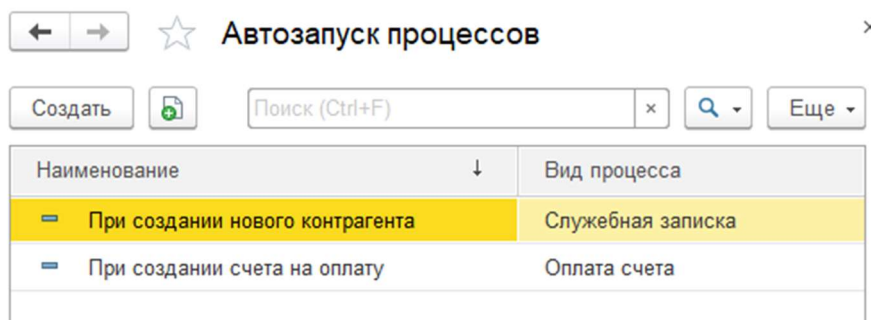 Автозапуск процессов
Создать Поиск (Ctrl+F) Еще
Наименование Вид процесса
При создании нового контрагента Служебная записка
При создании счета на оплату Оплата счета